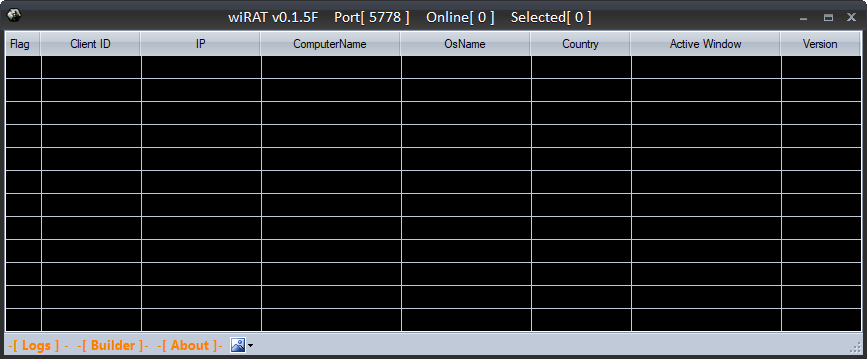 wiRAT v0.1.5F Port[ 5778 ] Online[ 0 ] Selected[ 0 ]
Flag Client ID IP ComputerName OsName Country Active Window Version
-[ Logs ] - -[ Builder ]- -[ About ]-